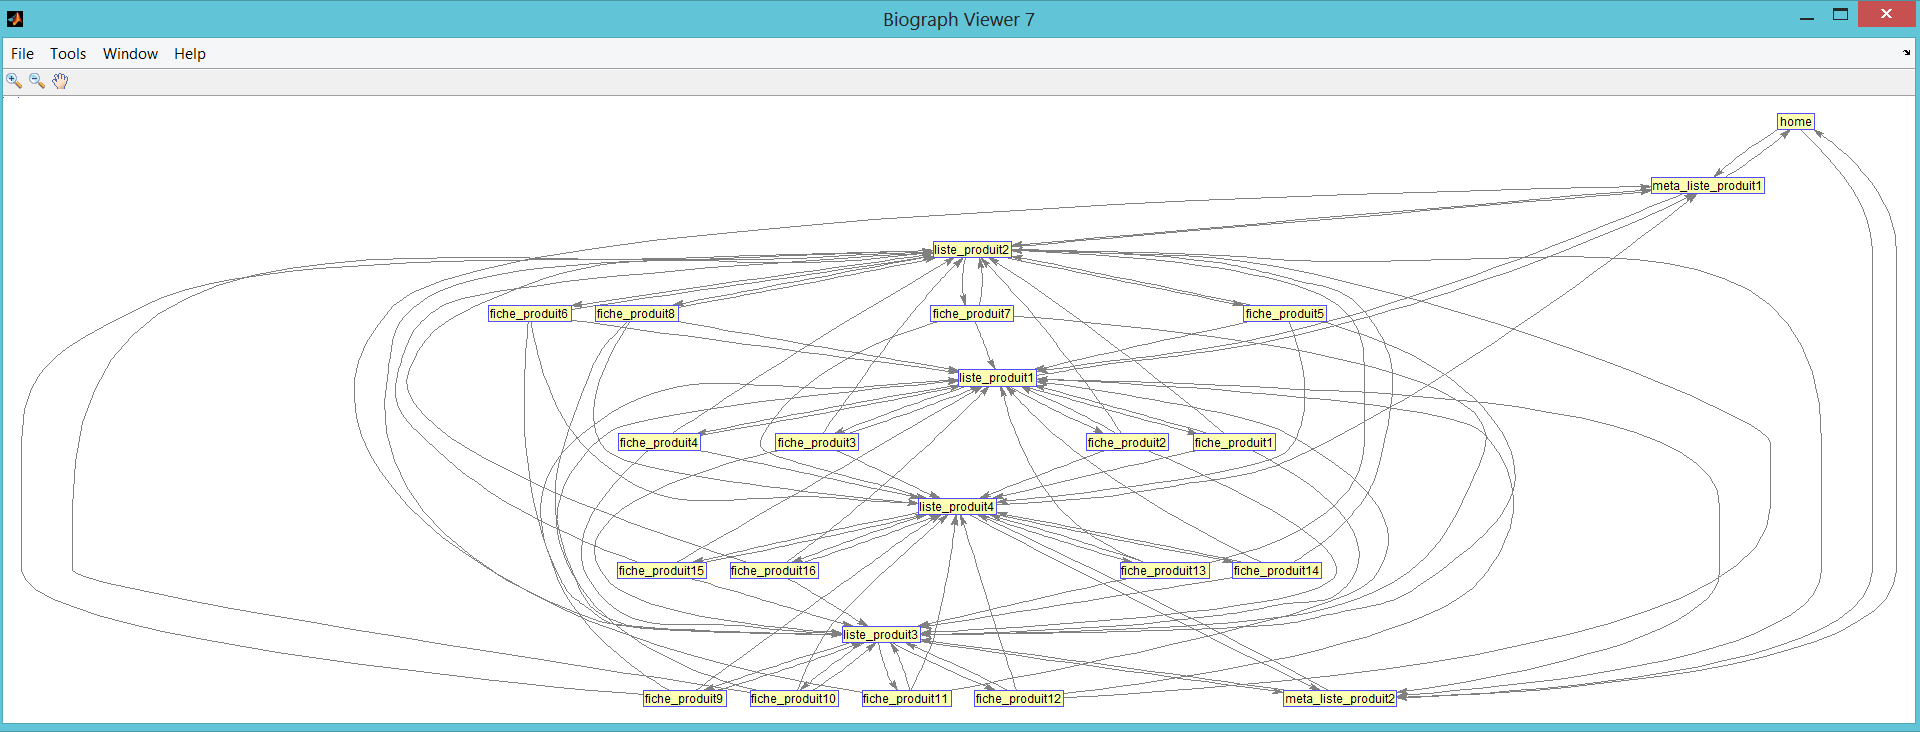 Biograph Viewer 7
File Tools Window Help
home
meta_liste_produit1
liste_produit2
fiche_produit6 fiche_produit8 fiche_produit7 fiche_produit5
liste_produit1
fiche_produit4 fiche_produit3 fiche_produit2 fiche_produit1
liste_produit4
fiche_produit15 fiche_produit16 fiche_produit13 fiche_produit14
liste_produit3
fiche_produit9 fiche_produit10 fiche_produit11 fiche_produit12 meta_liste_produit2